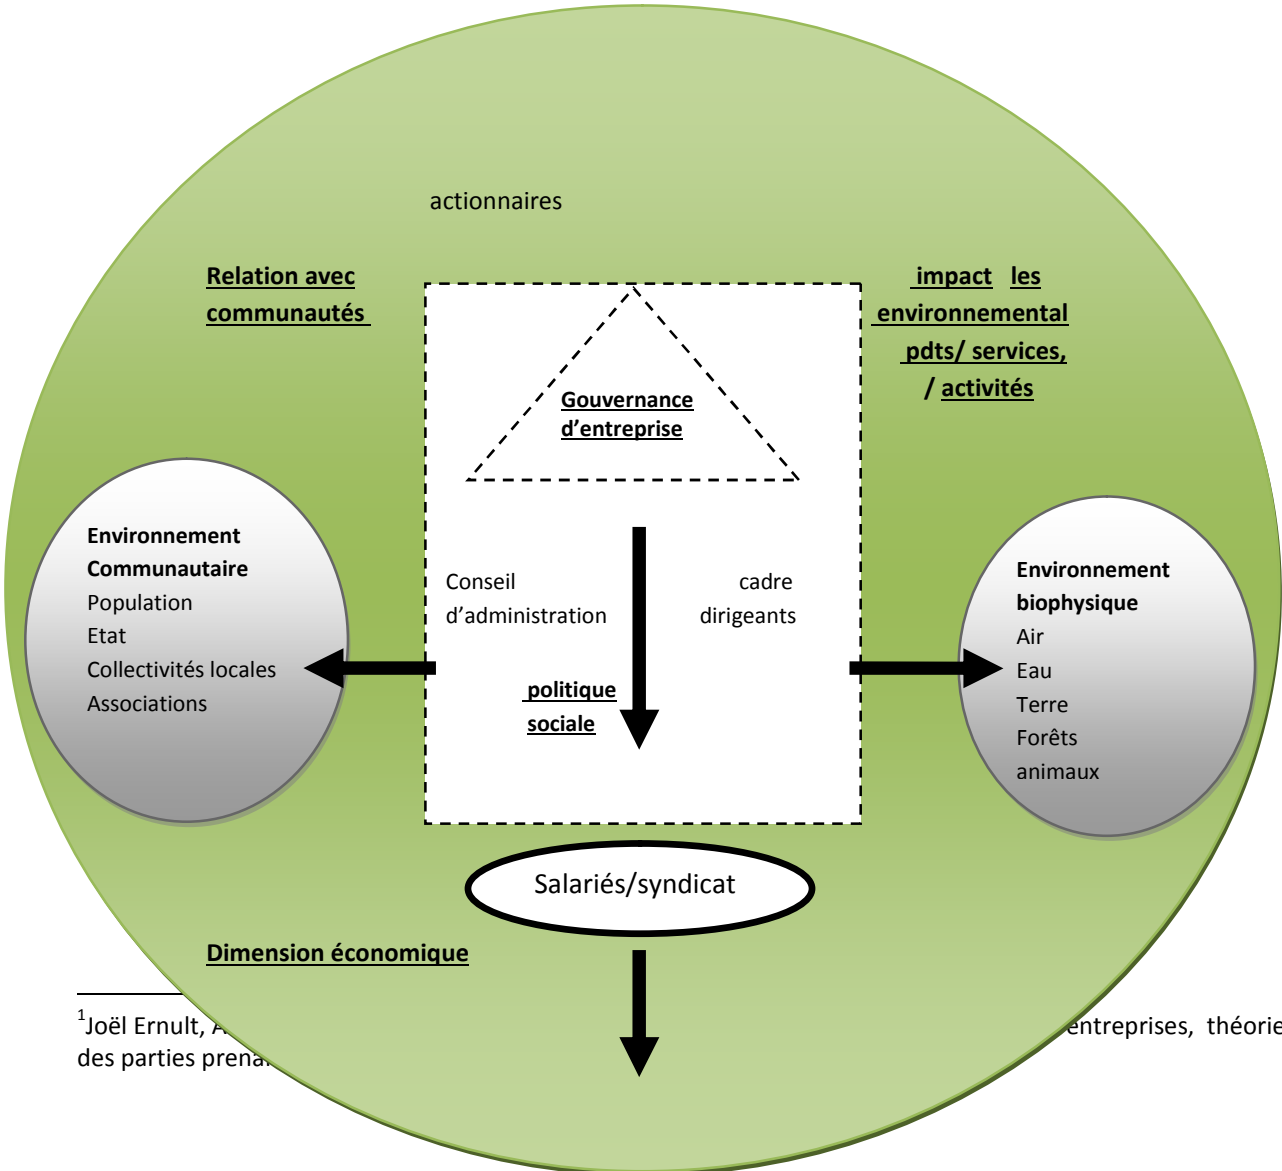 actionnaires
Relation avec
communautés
impact les
environnemental
pdts/ services,
/ activités
Gouvernance
d’entreprise
Environnement
Communautaire
Population
Etat
Collectivités locales
Associations
Conseil
d’administration
cadre
dirigeants
politique
sociale
Environnement
biophysique
Air
Eau
Terre
Forêts
animaux
Salariés/syndicat
Dimension économique
1Joël Ernult, entreprises, théorie
des parties